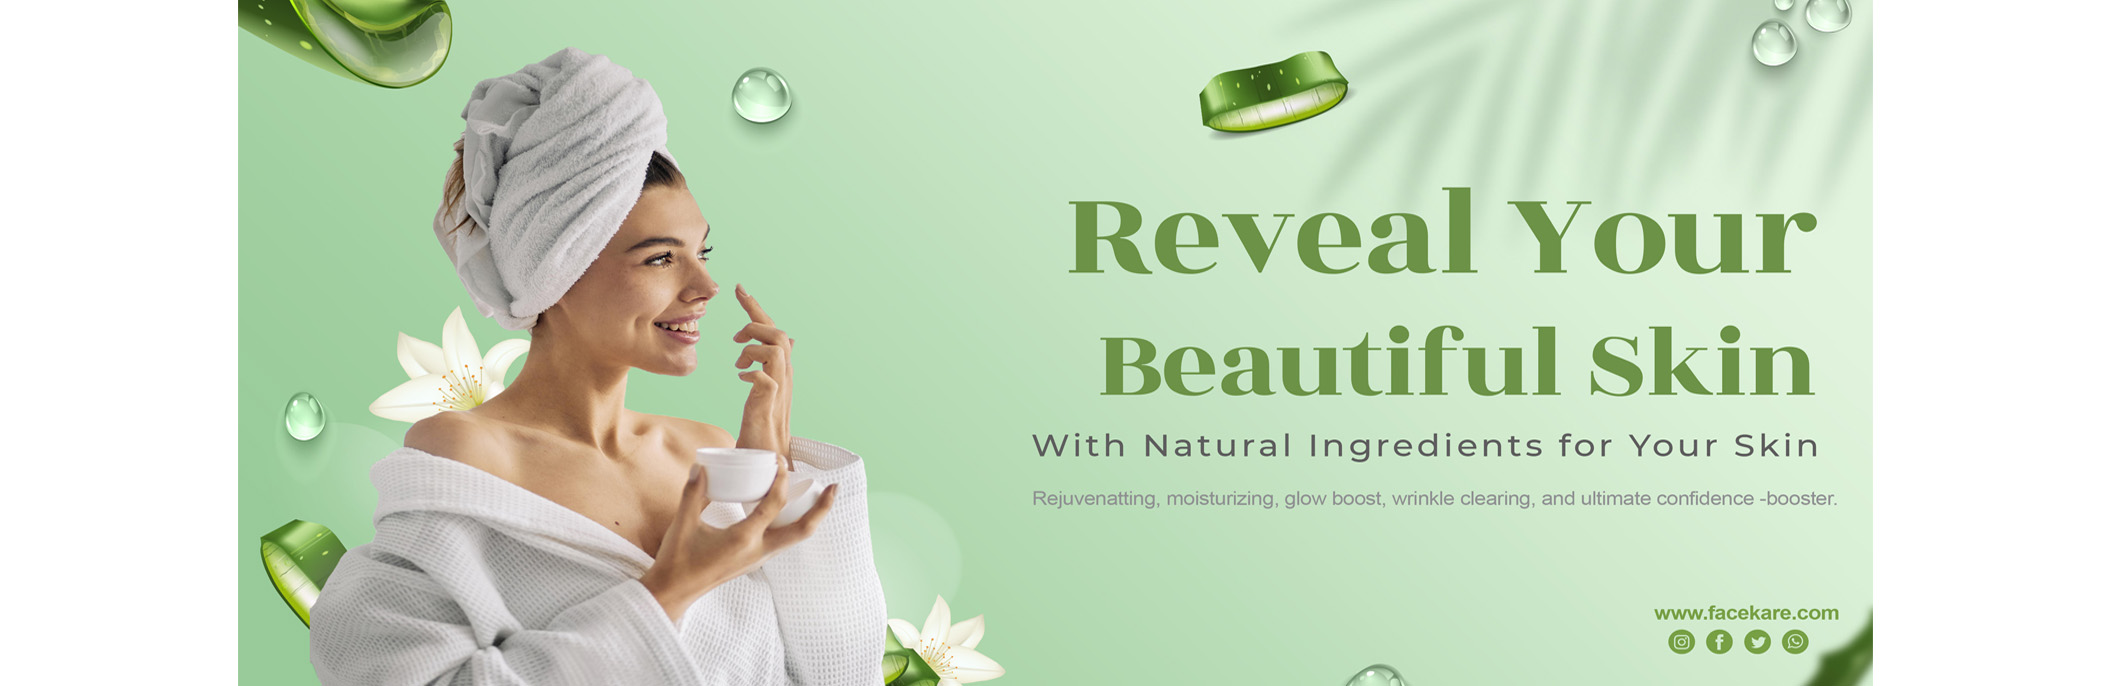 Reveal Your
Beautiful Skin
With Natural Ingredients for Your Skin
Rejuvenatting, moisturizing, glow boost, wrinkle clearing, and ultimate confidence -booster.
www.facekare.com